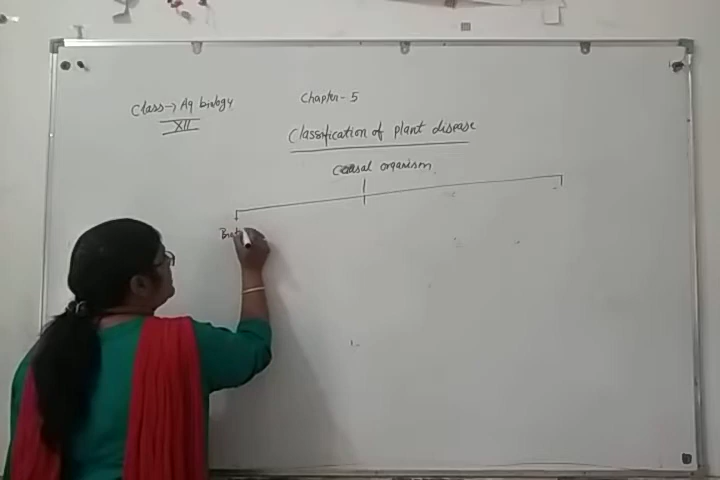 Class → Ag biology
XII
Chapter - 5
Classification of plant disease
Causal organism